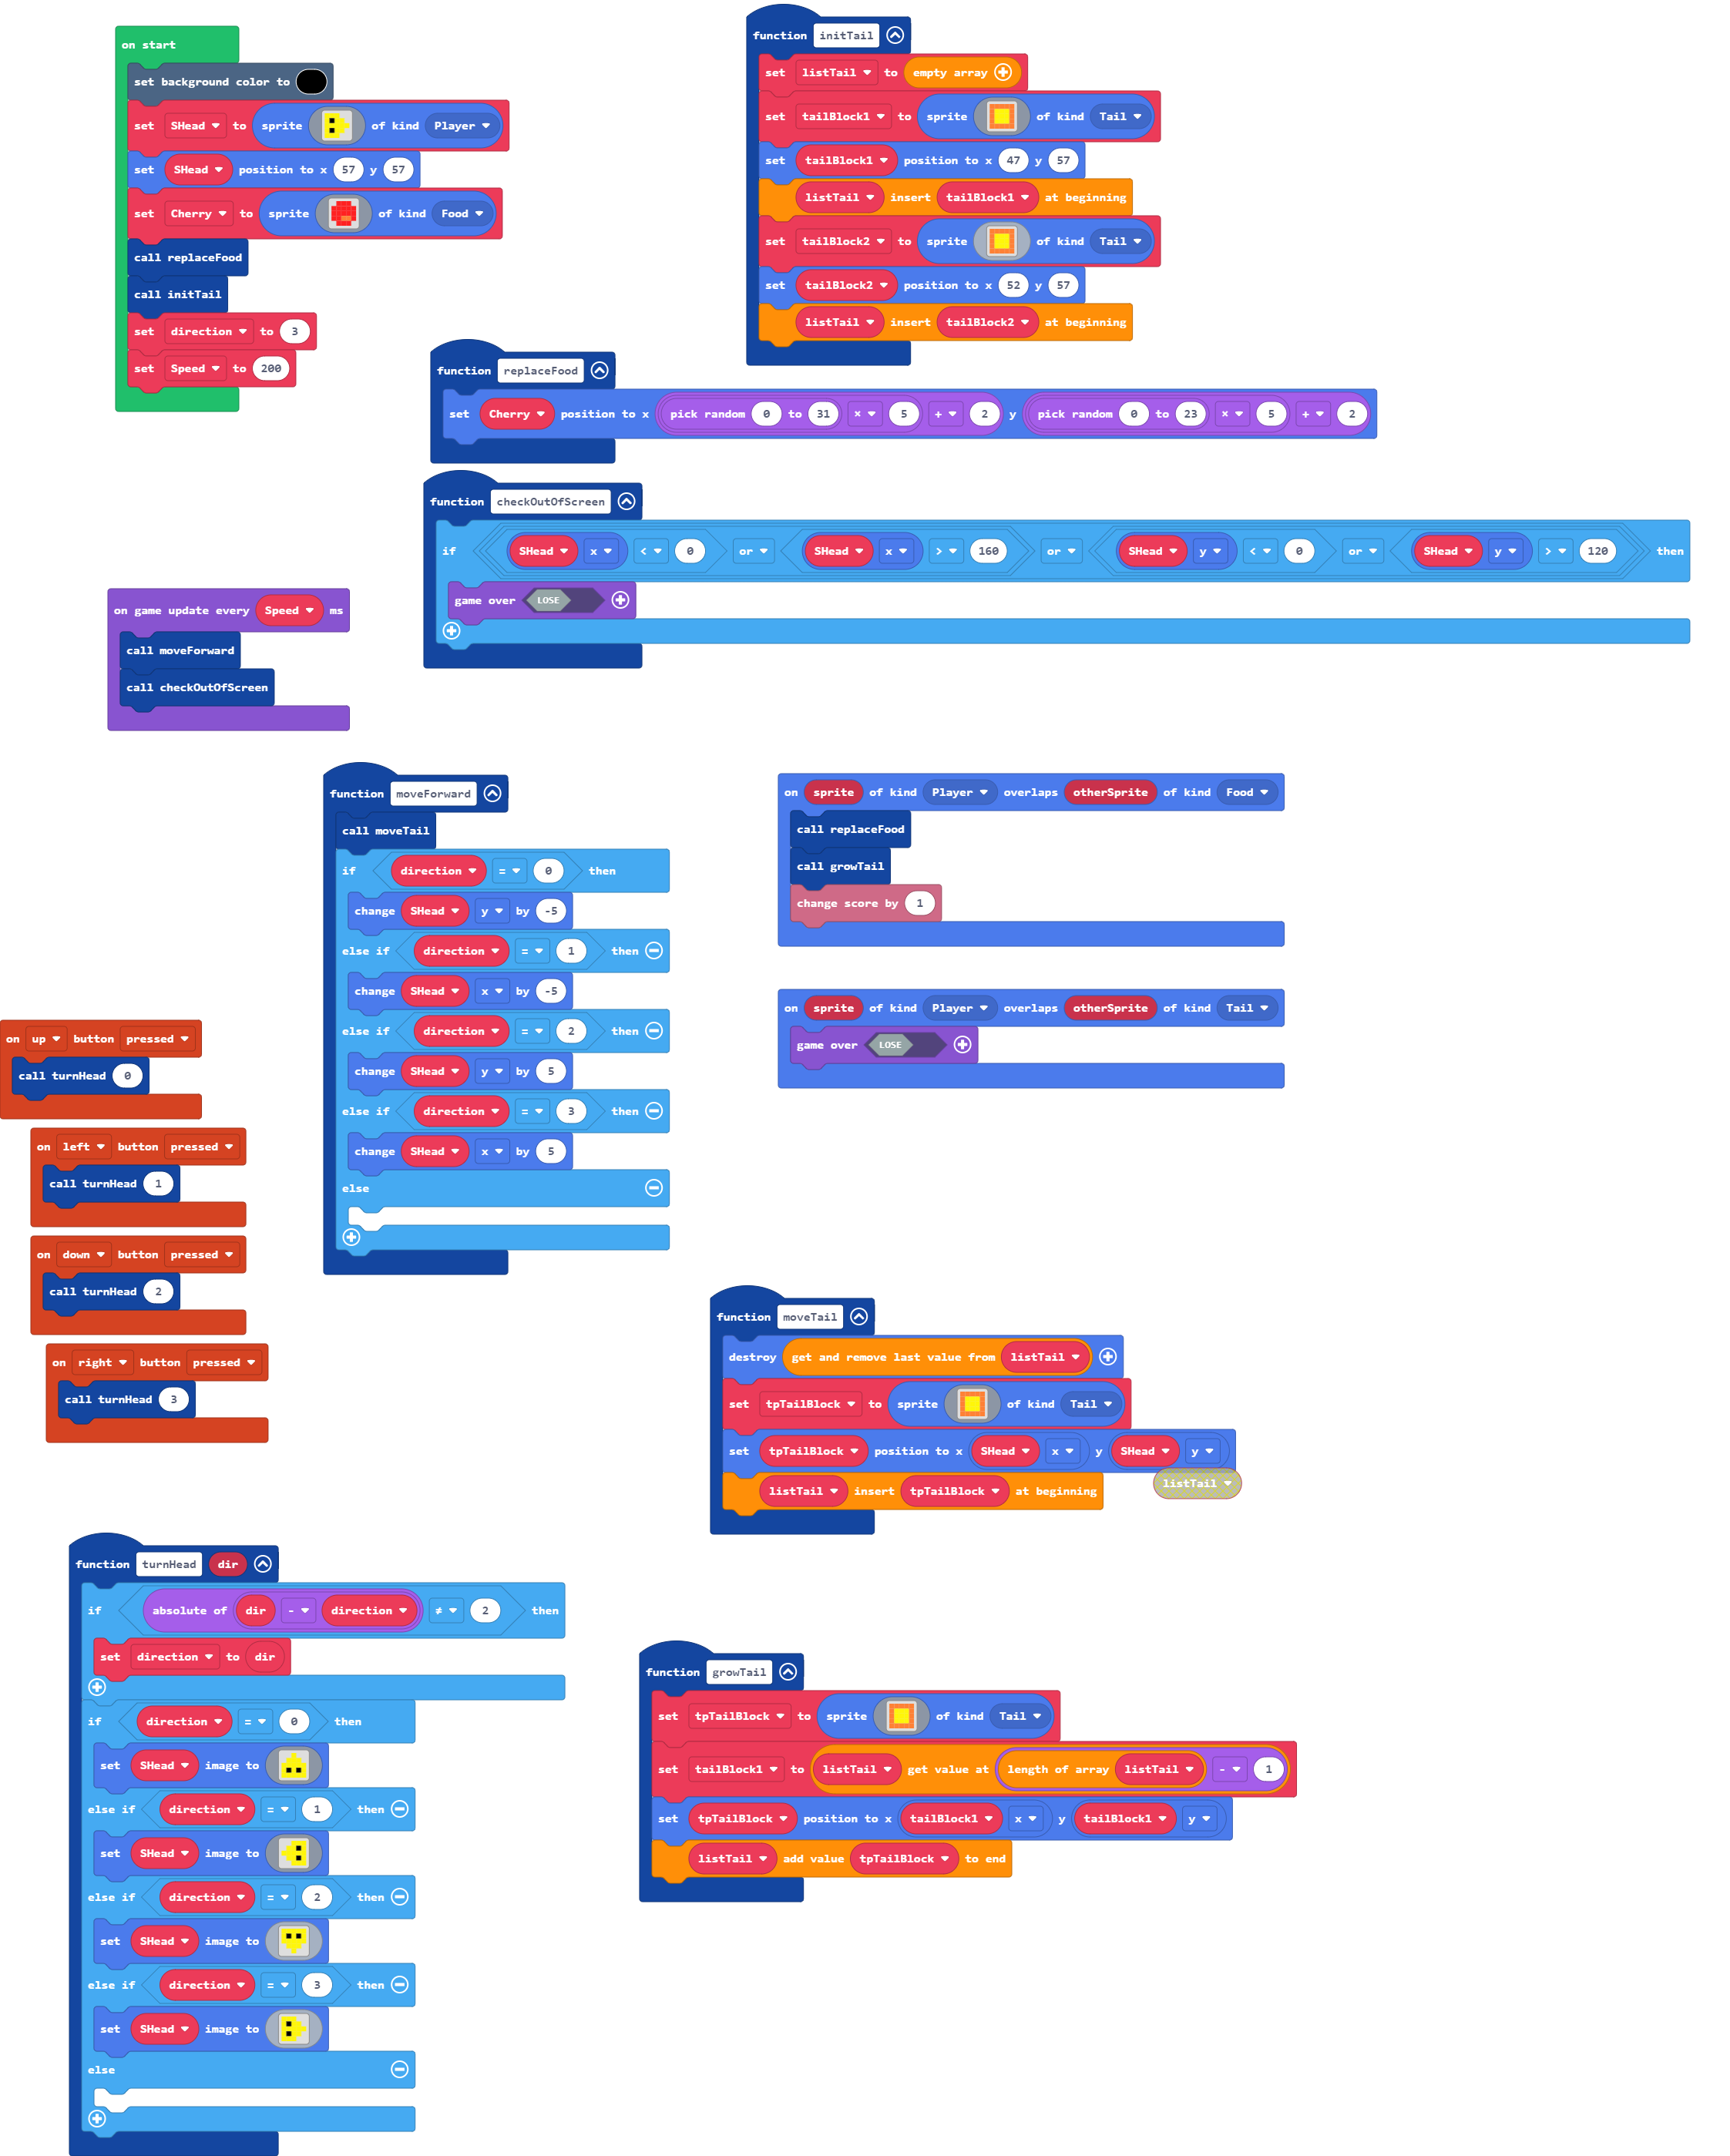 on start
set background color to
set SHead to sprite of kind Player
set SHead position to x 57 y 57
set Cherry to sprite of kind Food
call replaceFood
call initTail
set direction to 3
set Speed to 200
function initTail
set listTail to empty array
set tailBlock1 to sprite of kind Tail
set tailBlock1 position to x 47 y 57
listTail insert tailBlock1 at beginning
set tailBlock2 to sprite of kind Tail
set tailBlock2 position to x 52 y 57
listTail insert tailBlock2 at beginning
function replaceFood
set Cherry position to x pick random 0 to 31 × 5 + 2 y pick random 0 to 23 × 5 + 2
function checkOutOfScreen
if SHead x < 0 or SHead x > 160 or SHead y < 0 or SHead y > 120 then
game over LOSE
on game update every Speed ms
call moveForward
call checkOutOfScreen
function moveForward
call moveTail
if direction = 0 then
change SHead y by -5
else if direction = 1 then
change SHead x by -5
else if direction = 2 then
change SHead y by 5
else if direction = 3 then
change SHead x by 5
else
on sprite of kind Player overlaps otherSprite of kind Food
call replaceFood
call growTail
change score by 1
on sprite of kind Player overlaps otherSprite of kind Tail
game over LOSE
on up button pressed
call turnHead 0
on left button pressed
call turnHead 1
on down button pressed
call turnHead 2
on right button pressed
call turnHead 3
function moveTail
destroy get and remove last value from listTail
set tpTailBlock to sprite of kind Tail
set tpTailBlock position to x SHead x y SHead y
listTail
listTail insert tpTailBlock at beginning
function turnHead dir
if absolute of dir - direction ≠ 2 then
set direction to dir
if direction = 0 then
set SHead image to
else if direction = 1 then
set SHead image to
else if direction = 2 then
set SHead image to
else if direction = 3 then
set SHead image to
else
function growTail
set tpTailBlock to sprite of kind Tail
set tailBlock1 to listTail get value at length of array listTail - 1
set tpTailBlock position to x tailBlock1 x y tailBlock1 y
listTail add value tpTailBlock to end